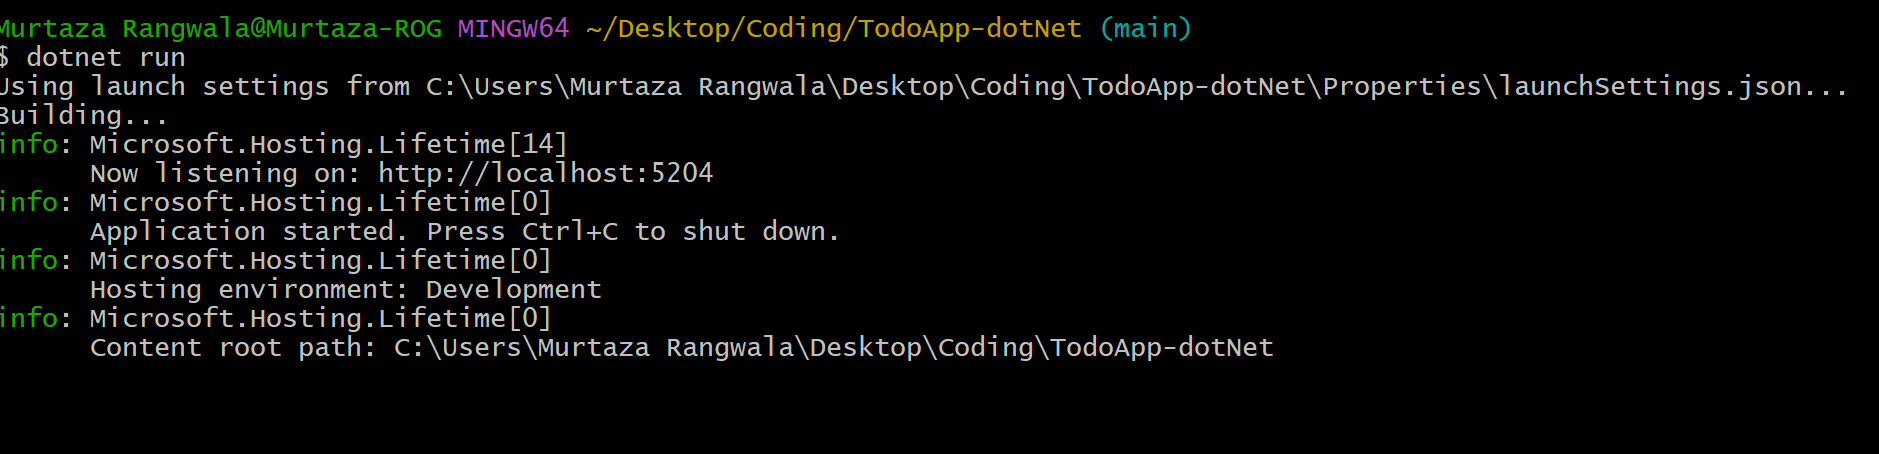 Murtaza Rangwala@Murtaza-ROG MINGW64 ~/Desktop/Coding/TodoApp-dotNet (main)
$ dotnet run
Using launch settings from C:\Users\Murtaza Rangwala\Desktop\Coding\TodoApp-dotNet\Properties\launchSettings.json...
Building...
info: Microsoft.Hosting.Lifetime[14]
      Now listening on: http://localhost:5204
info: Microsoft.Hosting.Lifetime[0]
      Application started. Press Ctrl+C to shut down.
info: Microsoft.Hosting.Lifetime[0]
      Hosting environment: Development
info: Microsoft.Hosting.Lifetime[0]
      Content root path: C:\Users\Murtaza Rangwala\Desktop\Coding\TodoApp-dotNet